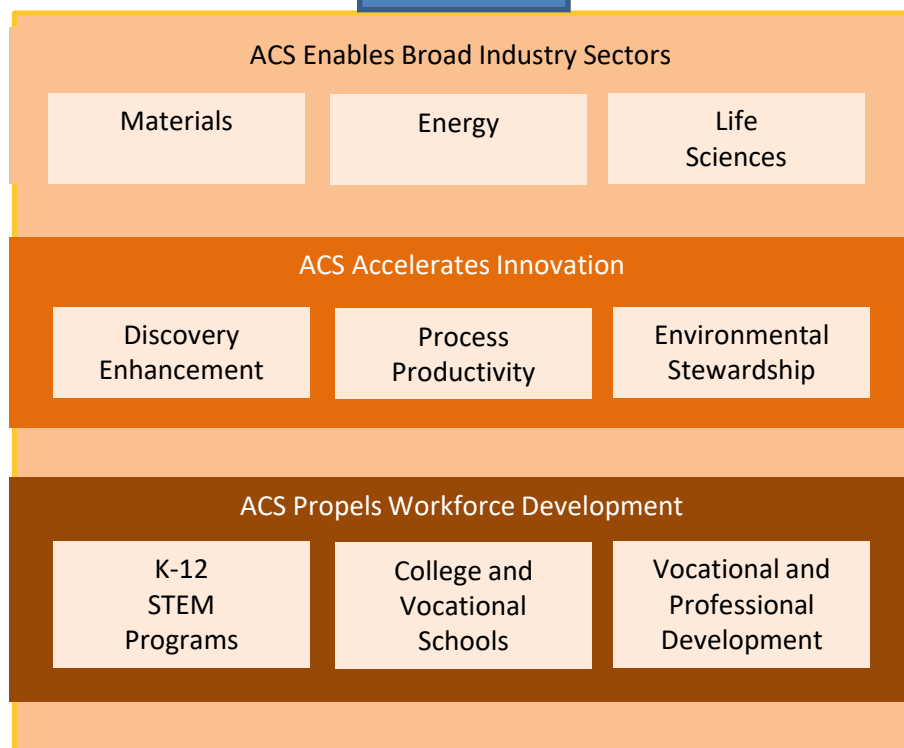 ACS Enables Broad Industry Sectors
Materials
Energy
Life
Sciences
ACS Accelerates Innovation
Discovery
Enhancement
Process
Productivity
Environmental
Stewardship
ACS Propels Workforce Development
K-12
STEM
Programs
College and
Vocational
Schools
Vocational and
Professional
Development